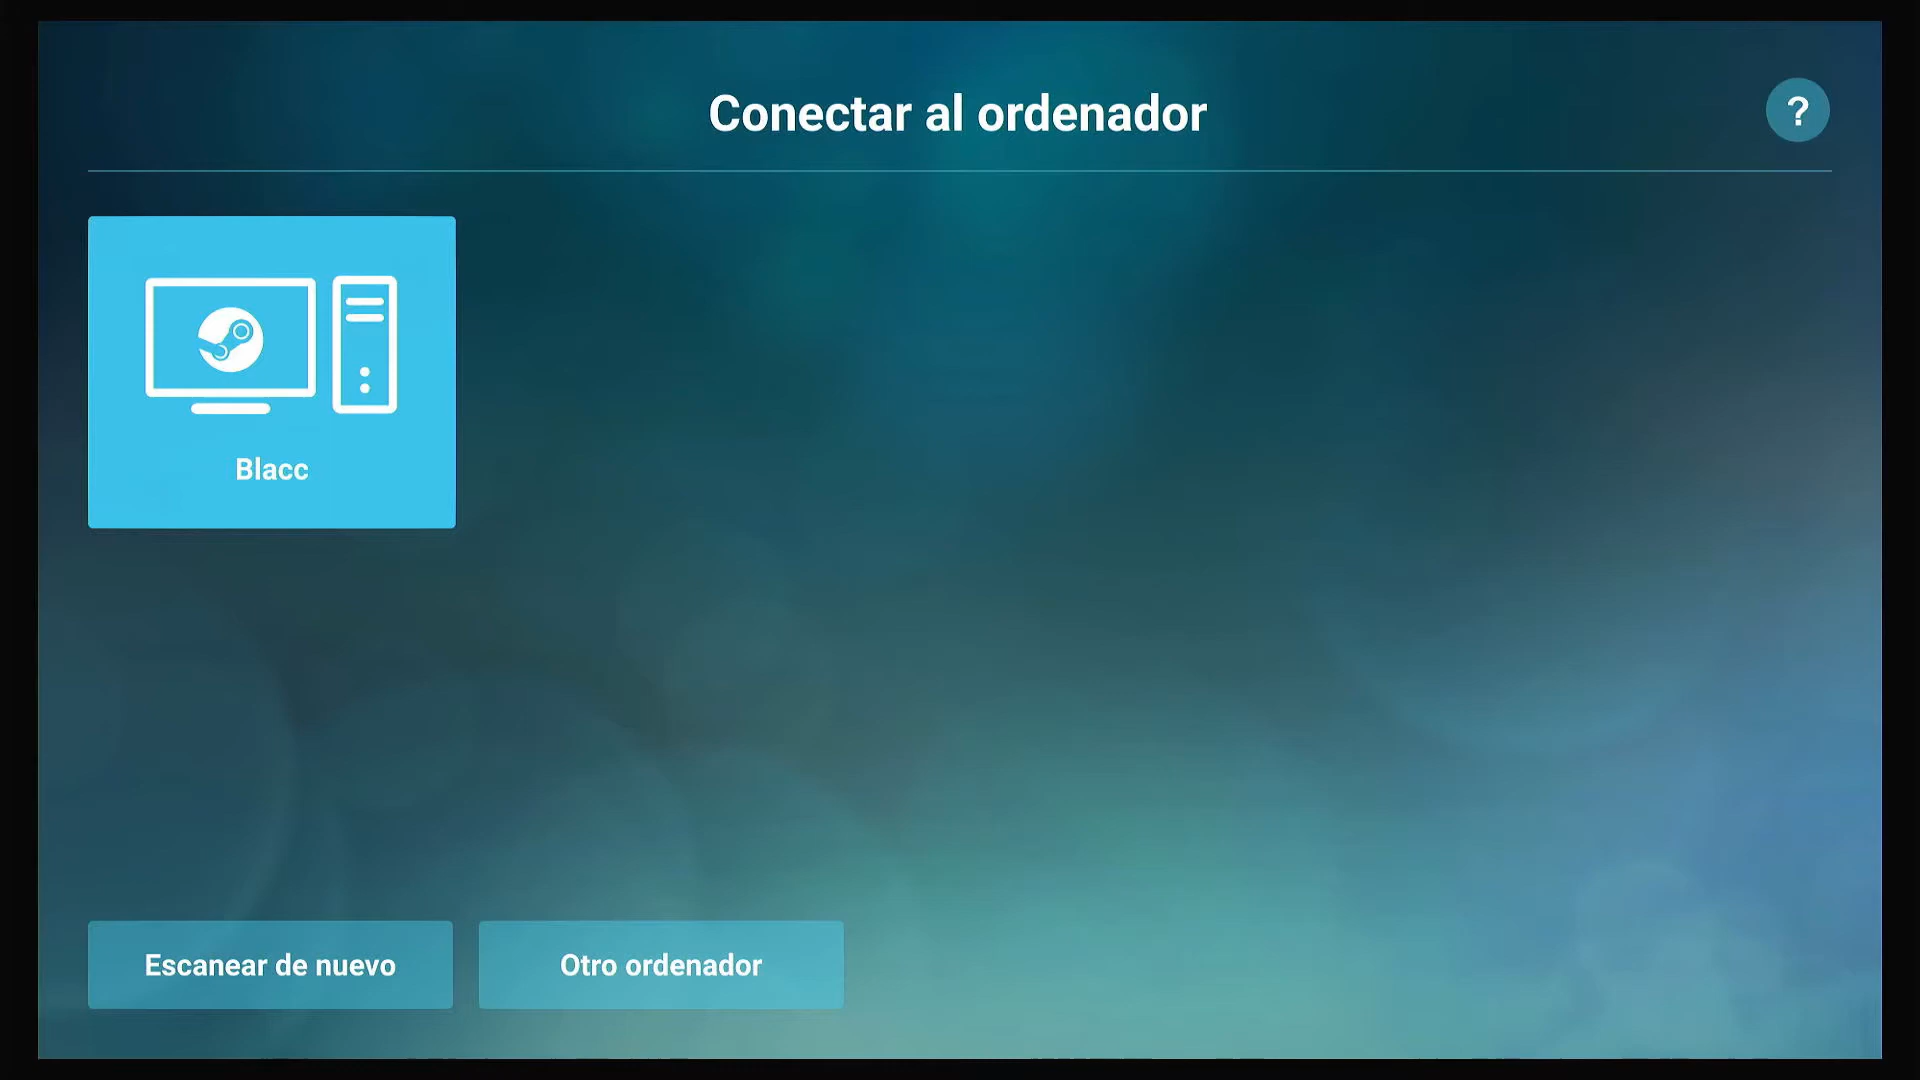 Conectar al ordenador
?
Blacc
Escanear de nuevo
Otro ordenador